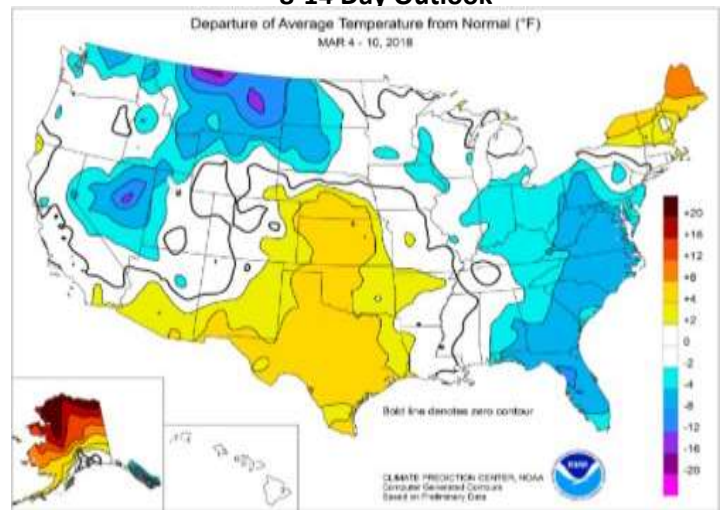 8-14 Day Outlook
Departure of Average Temperature from Normal (°F)
MAR 4 - 10, 2018
+20
+16
+12
+8
+4
+2
0
-2
-4
-8
-12
-16
-20
Bold line denotes zero contour
CLIMATE PREDICTION CENTER, NOAA
Computer Generated Contours
Based on Preliminary Data
NOAA